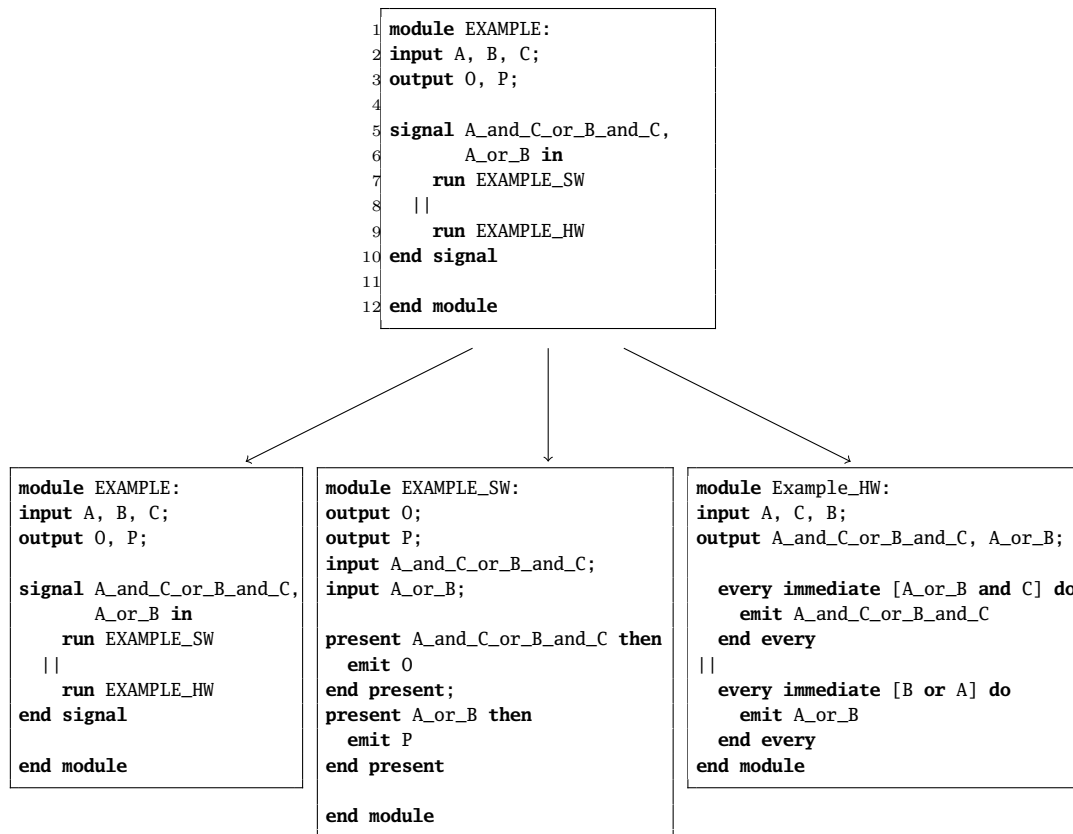 1 module EXAMPLE:
2 input A, B, C;
3 output O, P;
4
5 signal A_and_C_or_B_and_C,
6 A_or_B in
7 run EXAMPLE_SW
8 ||
9 run EXAMPLE_HW
10 end signal
11
12 end module
module EXAMPLE:
input A, B, C;
output O, P;
signal A_and_C_or_B_and_C,
A_or_B in
run EXAMPLE_SW
||
run EXAMPLE_HW
end signal
end module
module EXAMPLE_SW:
output O;
output P;
input A_and_C_or_B_and_C;
input A_or_B;
present A_and_C_or_B_and_C then
emit O
end present;
present A_or_B then
emit P
end present
end module
module Example_HW:
input A, C, B;
output A_and_C_or_B_and_C, A_or_B;
every immediate [A_or_B and C] do
emit A_and_C_or_B_and_C
end every
||
every immediate [B or A] do
emit A_or_B
end every
end module